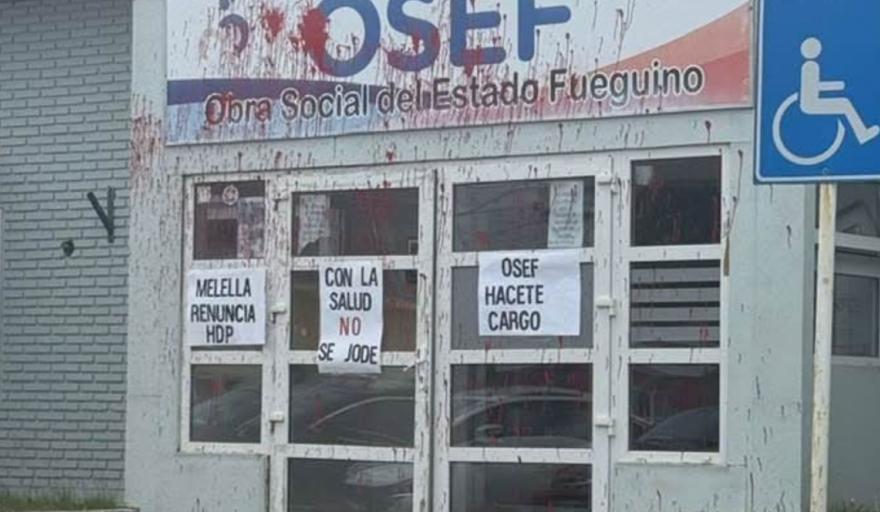 OSEF
Obra Social del Estado Fueguino
MELELLA
RENUNCIA
HDP
CON LA
SALUD
NO
SE JODE
OSEF
HACETE
CARGO